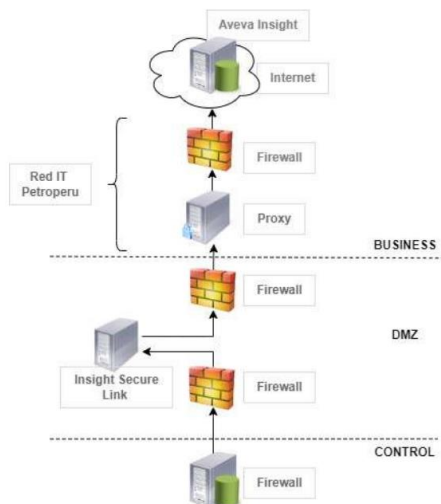 Aveva Insight
Internet
Firewall
Red IT
Petroperu
Proxy
BUSINESS
Firewall
DMZ
Insight Secure
Link
Firewall
CONTROL
Firewall